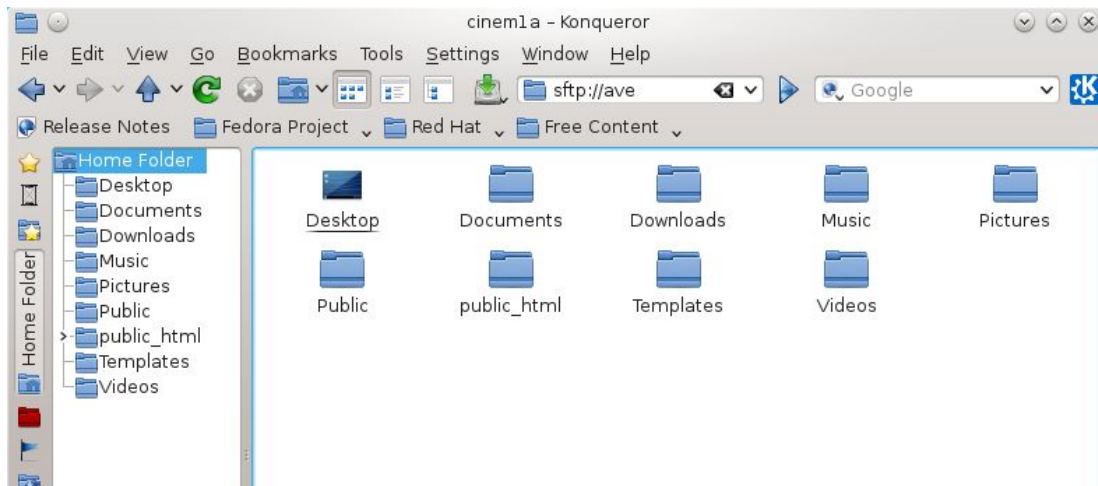 cinem1a – Konqueror
File Edit View Go Bookmarks Tools Settings Window Help
sftp://ave Google
Release Notes Fedora Project Red Hat Free Content
Home Folder
Desktop
Documents
Downloads
Music
Pictures
Public
public_html
Templates
Videos
Home Folder
Desktop Documents Downloads Music Pictures
Public public_html Templates Videos